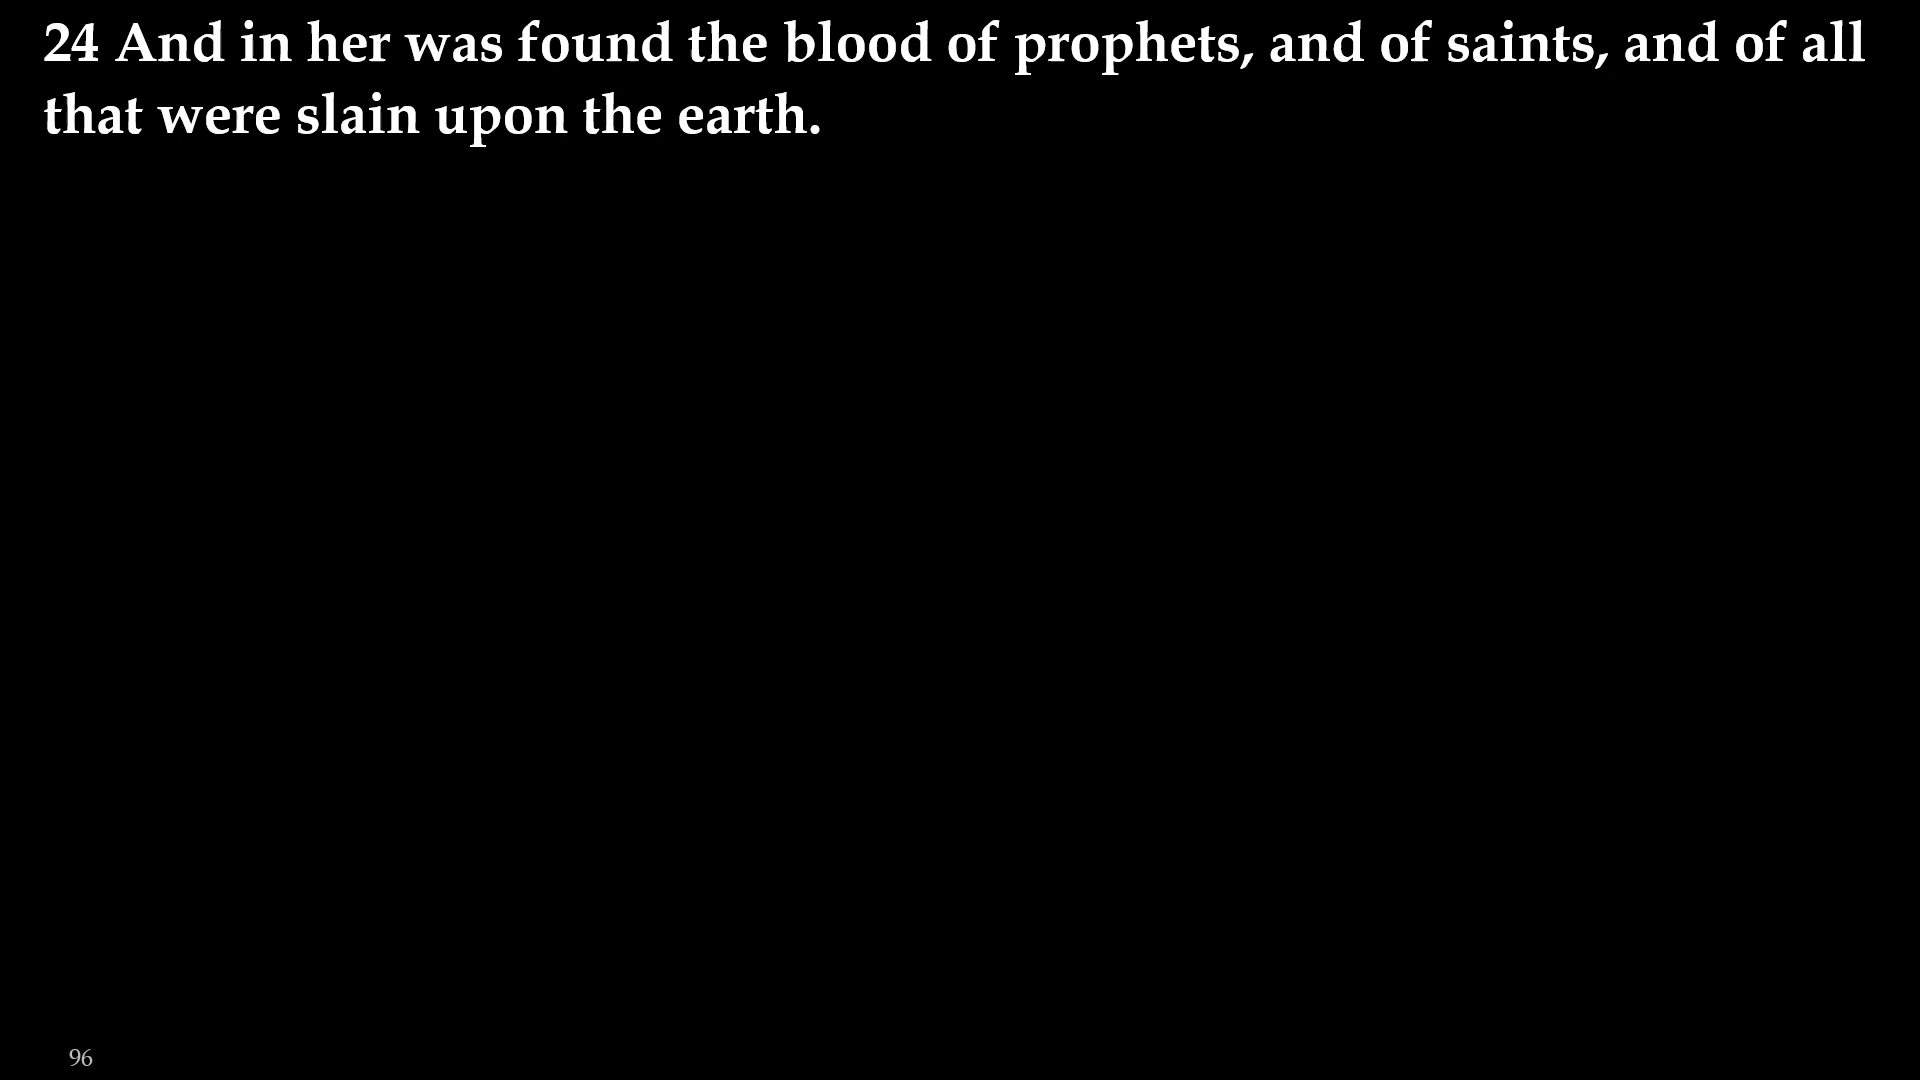 24 And in her was found the blood of prophets, and of saints, and of all
that were slain upon the earth.
96